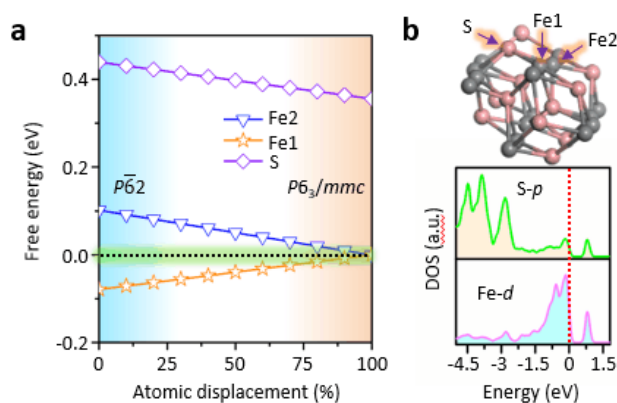 a
Free energy (eV)
0.4
0.2
0.0
-0.2
0
25
50
75
100
Atomic displacement (%)
P6̅2
P6₃/mmc
Fe2
Fe1
S
b
S
Fe1
Fe2
DOS (a.u.)
S-p
Fe-d
-4.5
-3.0
-1.5
0
1.5
Energy (eV)